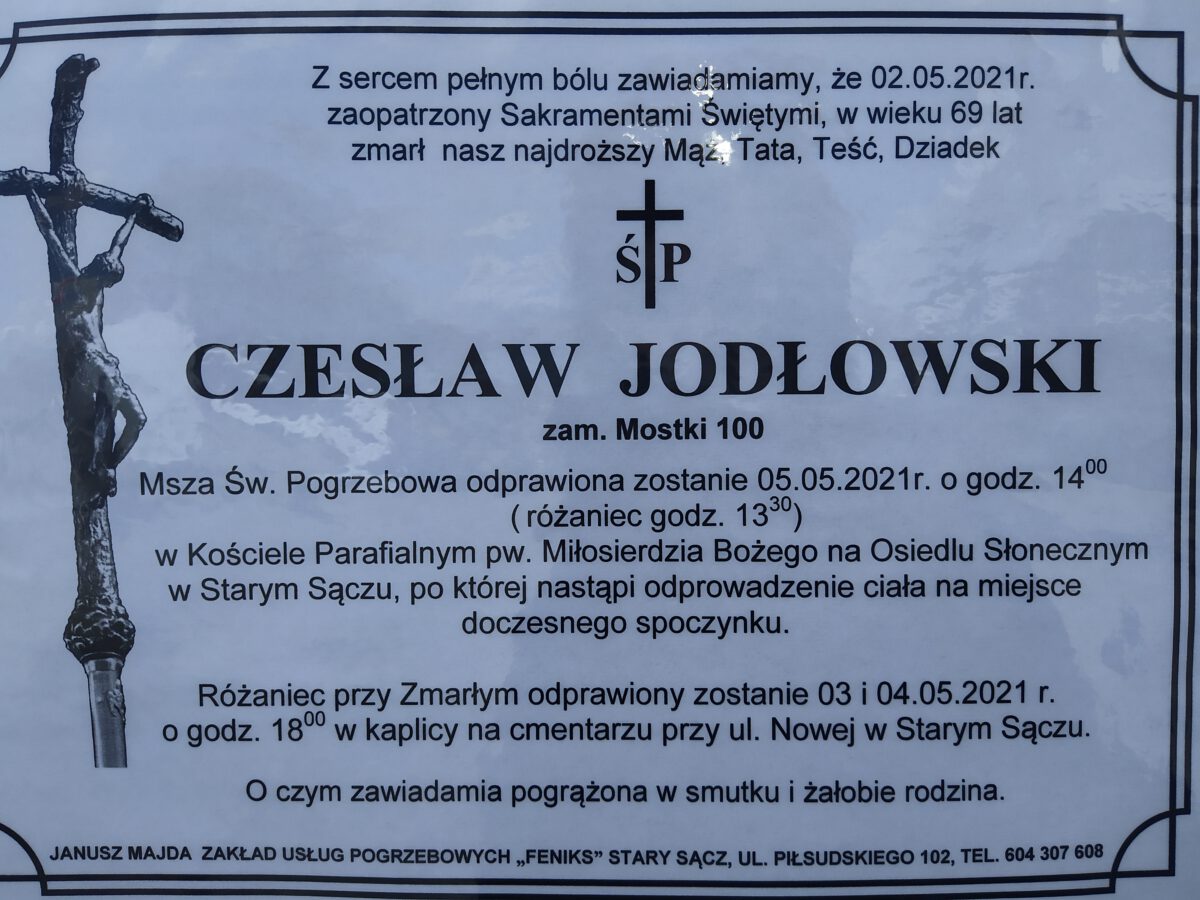 Z sercem pełnym bólu zawiadamiamy, że 02.05.2021r.
zaopatrzony Sakramentami Świętymi, w wieku 69 lat
zmarł nasz najdroższy Mąż, Tata, Teść, Dziadek
Ś P
CZESŁAW JODŁOWSKI
zam. Mostki 100
Msza Św. Pogrzebowa odprawiona zostanie 05.05.2021r. o godz. 14⁰⁰
( różaniec godz. 13³⁰)
w Kościele Parafialnym pw. Miłosierdzia Bożego na Osiedlu Słonecznym
w Starym Sączu, po której nastąpi odprowadzenie ciała na miejsce
doczesnego spoczynku.
Różaniec przy Zmarłym odprawiony zostanie 03 i 04.05.2021 r.
o godz. 18⁰⁰ w kaplicy na cmentarzu przy ul. Nowej w Starym Sączu.
O czym zawiadamia pogrążona w smutku i żałobie rodzina.
JANUSZ MAJDA ZAKŁAD USŁUG POGRZEBOWYCH „FENIKS” STARY SĄCZ, UL. PIŁSUDSKIEGO 102, TEL. 604 307 608